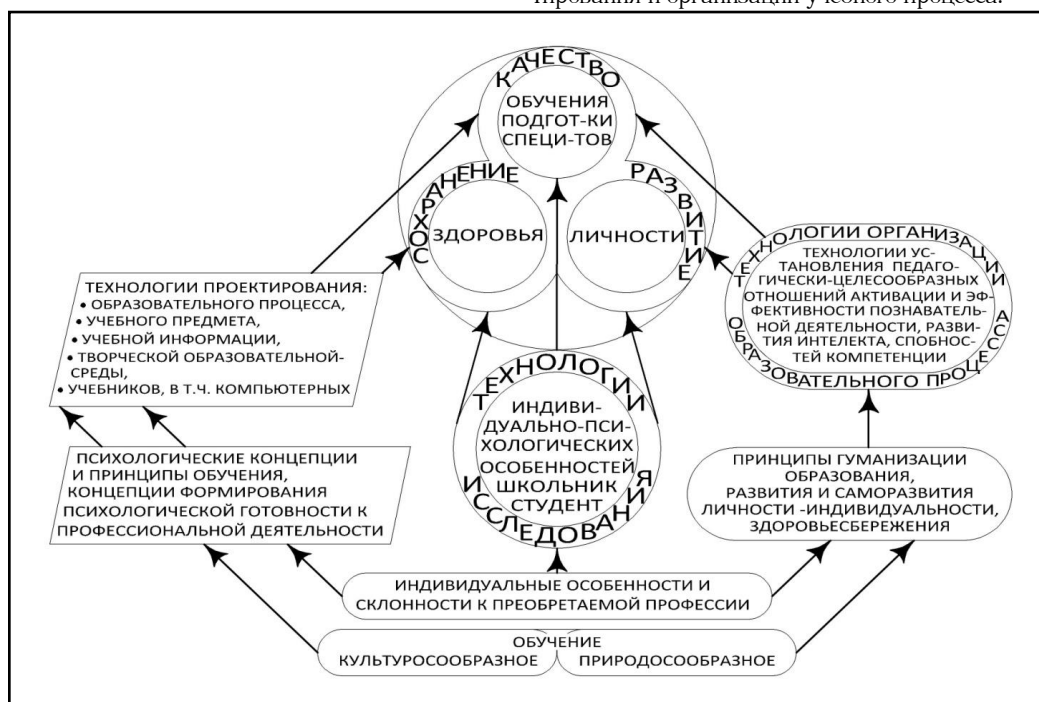 тирования и организации учебного процесса.
КАЧЕСТВО
ОБУЧЕНИЯ
ПОДГОТ-КИ
СПЕЦИ-ТОВ
СОХРАНЕНИЕ
ЗДОРОВЬЯ
РАЗВИТИЕ
ЛИЧНОСТИ
ТЕХНОЛОГИИ ПРОЕКТИРОВАНИЯ:
• ОБРАЗОВАТЕЛЬНОГО ПРОЦЕССА,
• УЧЕБНОГО ПРЕДМЕТА,
• УЧЕБНОЙ ИНФОРМАЦИИ,
• ТВОРЧЕСКОЙ ОБРАЗОВАТЕЛЬНОЙ-
СРЕДЫ,
• УЧЕБНИКОВ, В Т.Ч. КОМПЬЮТЕРНЫХ
ТЕХНОЛОГИИ ОРГАНИЗАЦИИ
ТЕХНОЛОГИИ УС-
ТАНОВЛЕНИЯ ПЕДАГО-
ГИЧЕСКИ-ЦЕЛЕСООБРАЗНЫХ
ОТНОШЕНИЙ АКТИВАЦИИ И ЭФ-
ФЕКТИВНОСТИ ПОЗНАВАТЕЛЬ-
НОЙ ДЕЯТЕЛЬНОСТИ, РАЗВИ-
ТИЯ ИНТЕЛЕКТА, СПОБНОС-
ТЕЙ КОМПЕТЕНЦИИ
ОБРАЗОВАТЕЛЬНОГО ПРОЦЕССА
ТЕХНОЛОГИИ
ИНДИВИ-
ДУАЛЬНО-ПСИ-
ХОЛОГИЧЕСКИХ
ОСОБЕННОСТЕЙ
ШКОЛЬНИК
СТУДЕНТ
ИССЛЕДОВАНИЯ
ПСИХОЛОГИЧЕСКИЕ КОНЦЕПЦИИ
И ПРИНЦИПЫ ОБУЧЕНИЯ,
КОНЦЕПЦИИ ФОРМИРОВАНИЯ
ПСИХОЛОГИЧЕСКОЙ ГОТОВНОСТИ К
ПРОФЕССИОНАЛЬНОЙ ДЕЯТЕЛЬНОСТИ
ПРИНЦИПЫ ГУМАНИЗАЦИИ
ОБРАЗОВАНИЯ,
РАЗВИТИЯ И САМОРАЗВИТИЯ
ЛИЧНОСТИ -ИНДИВИДУАЛЬНОСТИ,
ЗДОРОВЬЕСБЕРЕЖЕНИЯ
ИНДИВИДУАЛЬНЫЕ ОСОБЕННОСТИ И
СКЛОННОСТИ К ПРЕОБРЕТАЕМОЙ ПРОФЕССИИ
ОБУЧЕНИЕ
КУЛЬТУРОСООБРАЗНОЕ ПРИРОДОСООБРАЗНОЕ